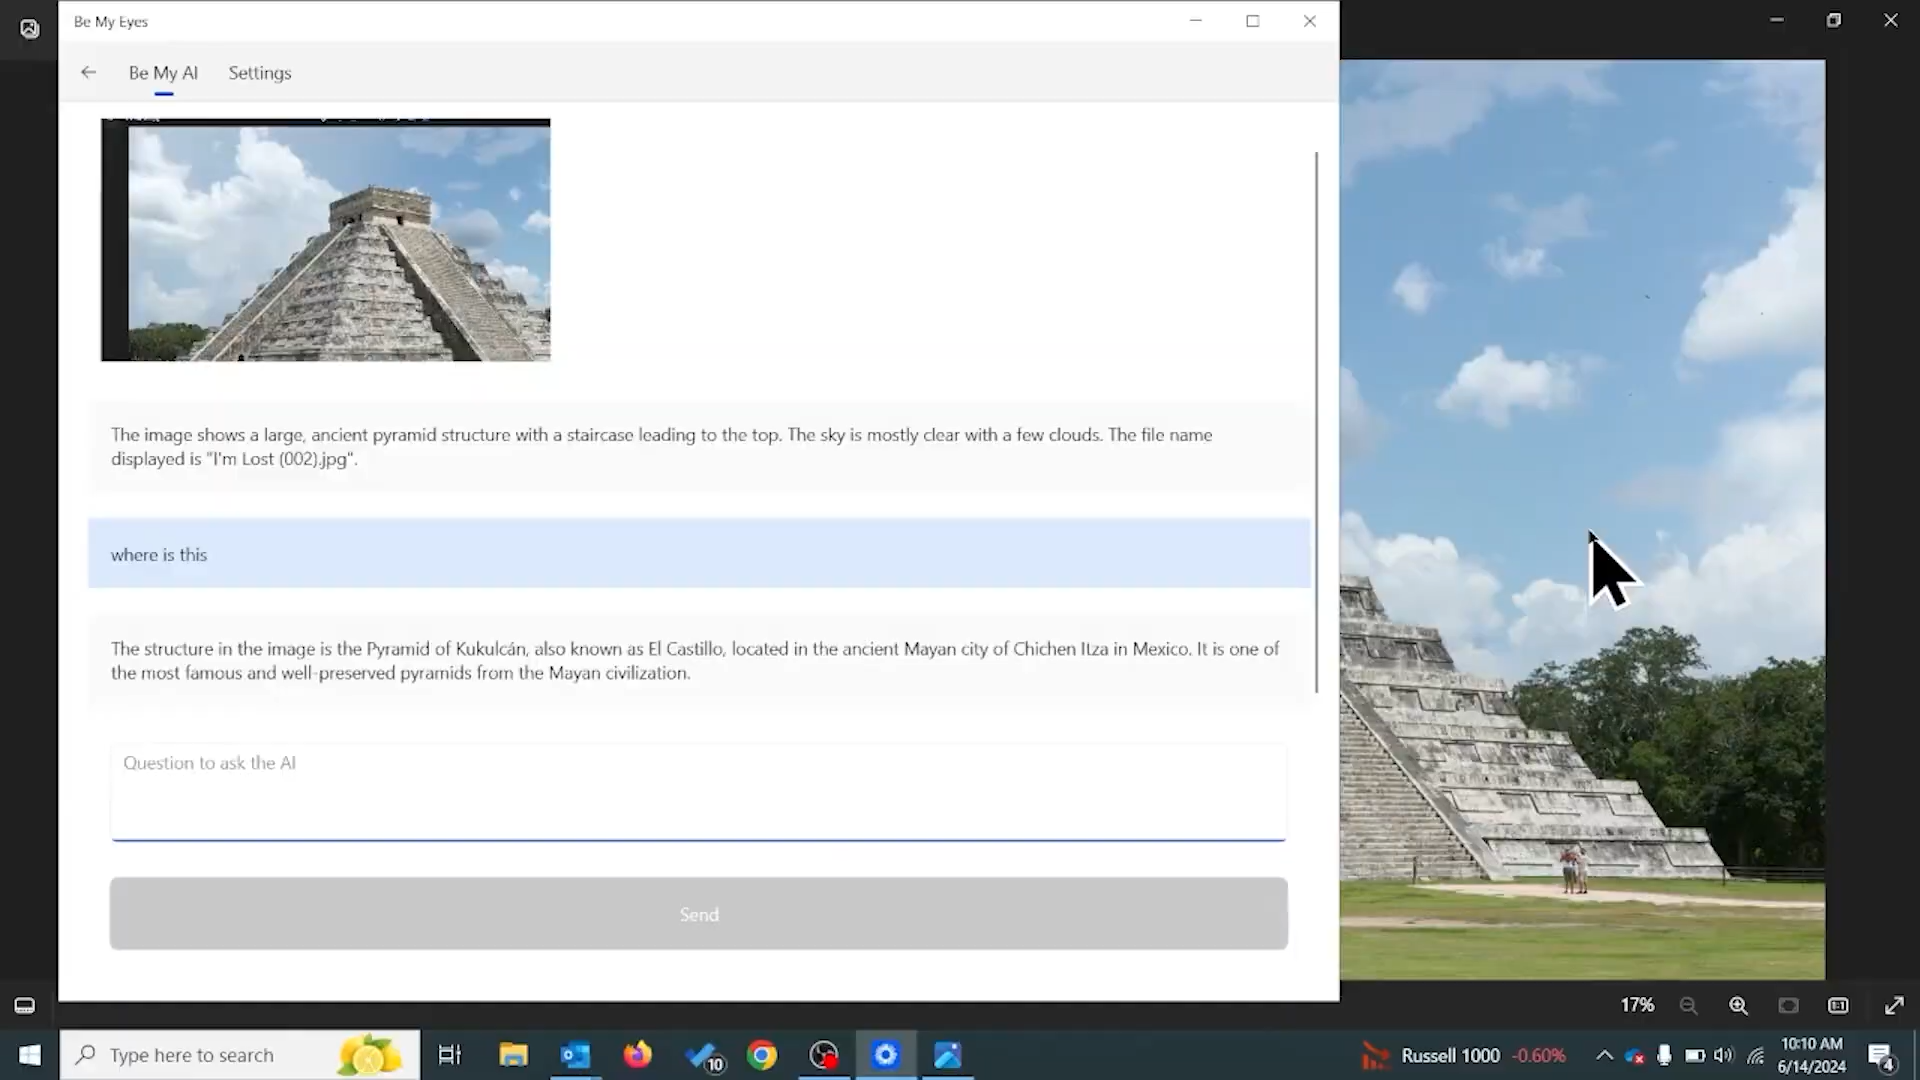 Be My Eyes
Be My AI
Settings
The image shows a large, ancient pyramid structure with a staircase leading to the top. The sky is mostly clear with a few clouds. The file name
displayed is "I'm Lost (002).jpg".
where is this
The structure in the image is the Pyramid of Kukulcán, also known as El Castillo, located in the ancient Mayan city of Chichen Itza in Mexico. It is one of
the most famous and well-preserved pyramids from the Mayan civilization.
Question to ask the AI
Send
17%
1:1
Type here to search
10
Russell 1000 -0.60%
10:10 AM
6/14/2024
4